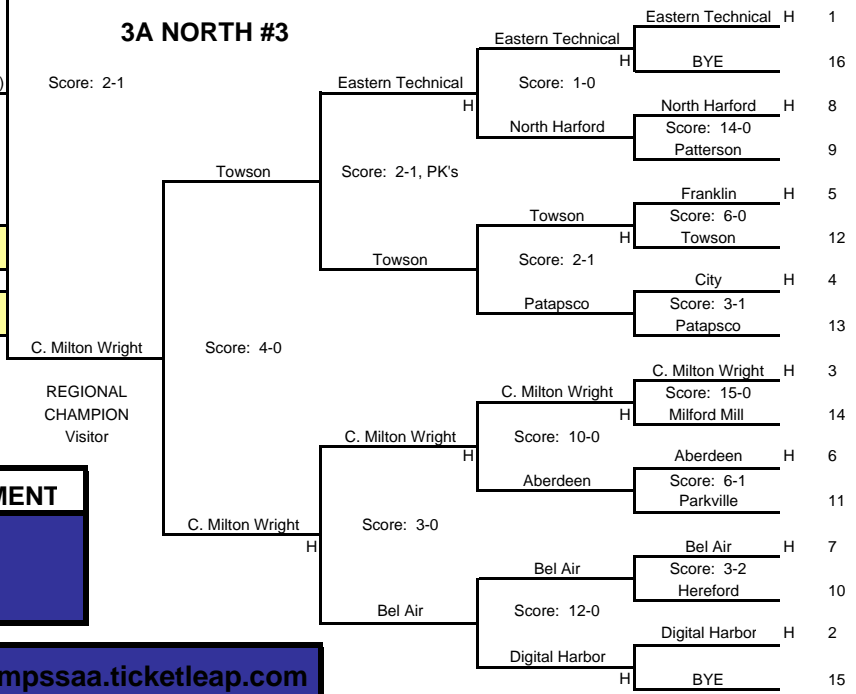 3A NORTH #3
Eastern Technical H 1
Eastern Technical
H BYE 16
) Score: 2-1
Eastern Technical
Score: 1-0
H North Harford H 8
North Harford
Score: 14-0
Patterson 9
Towson
Score: 2-1, PK's
Franklin H 5
Towson
Score: 6-0
H Towson 12
Towson
Score: 2-1
City H 4
Patapsco
Score: 3-1
Patapsco 13
C. Milton Wright
Score: 4-0
C. Milton Wright H 3
REGIONAL
CHAMPION
Visitor
C. Milton Wright
Score: 15-0
H Milford Mill 14
C. Milton Wright
H
Score: 10-0
Aberdeen H 6
Aberdeen
Score: 6-1
Parkville 11
MENT
C. Milton Wright
H
Score: 3-0
Bel Air H 7
Bel Air
Score: 3-2
Hereford 10
Bel Air
Score: 12-0
Digital Harbor H 2
Digital Harbor
H BYE 15
mpssaa.ticketleap.com